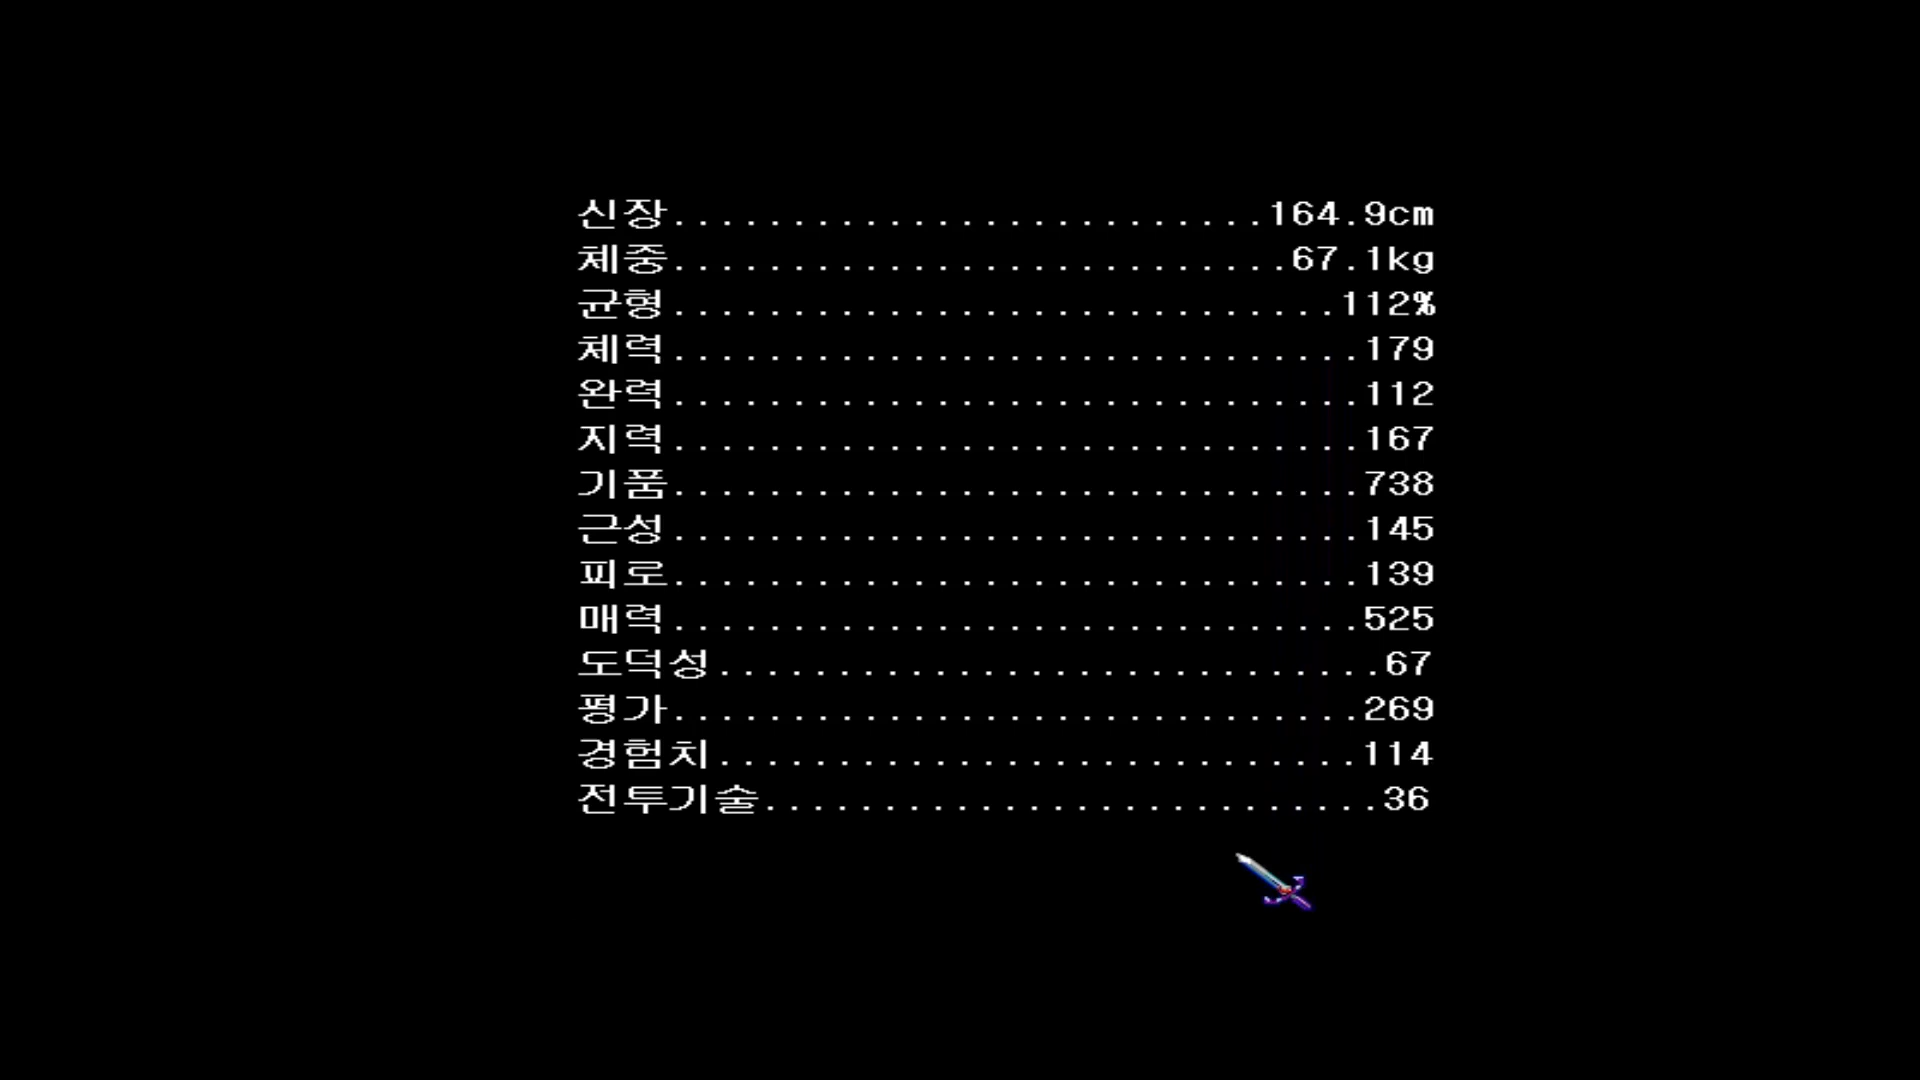 신장.........................164.9cm
체중..........................67.1kg
균형............................112%
체력.............................179
완력.............................112
지력.............................167
기품.............................738
근성.............................145
피로.............................139
매력.............................525
도덕성............................67
평가.............................269
경험치...........................114
전투기술..........................36